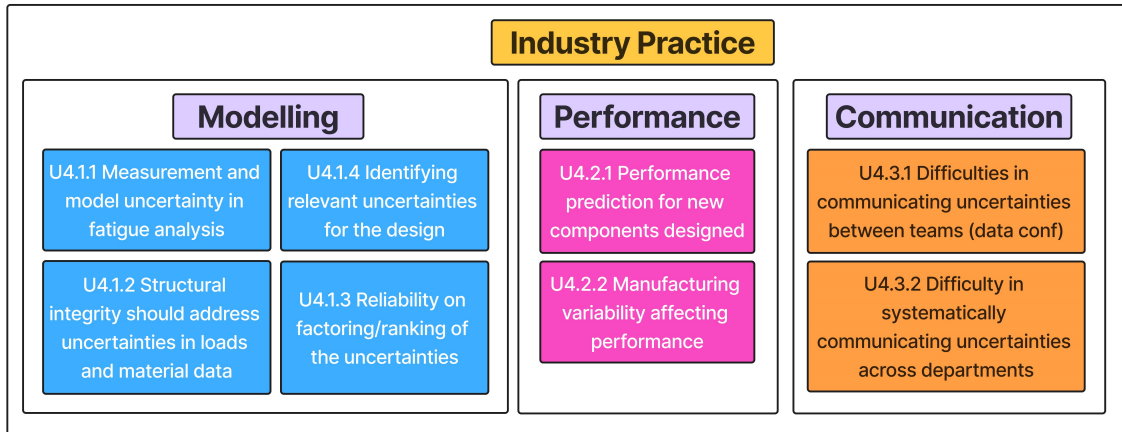 Industry Practice
Modelling
U4.1.1 Measurement and
model uncertainty in
fatigue analysis
U4.1.4 Identifying
relevant uncertainties
for the design
U4.1.2 Structural
integrity should address
uncertainties in loads
and material data
U4.1.3 Reliability on
factoring/ranking of
the uncertainties
Performance
U4.2.1 Performance
prediction for new
components designed
U4.2.2 Manufacturing
variability affecting
performance
Communication
U4.3.1 Difficulties in
communicating uncertainties
between teams (data conf)
U4.3.2 Difficulty in
systematically
communicating uncertainties
across departments